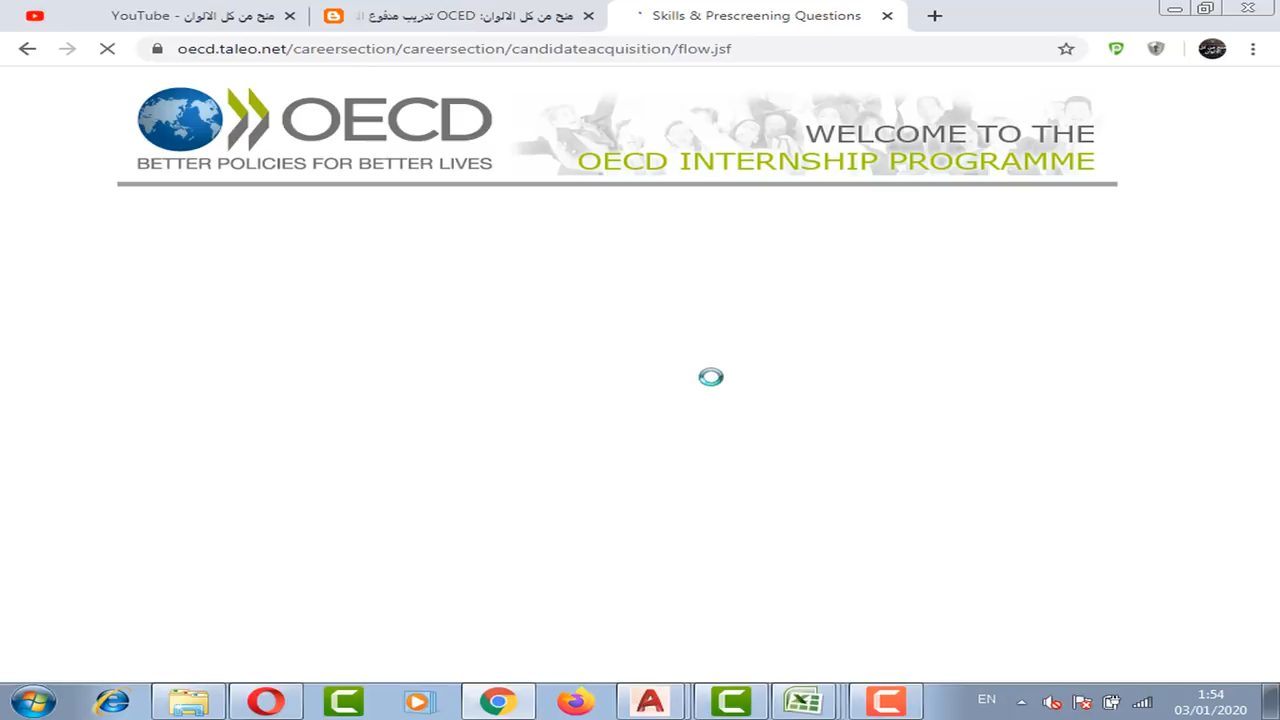 منح من كل الالوان - YouTube
منح من كل الالوان: OCED تدريب مدفوع ال
Skills & Prescreening Questions
oecd.taleo.net/careersection/careersection/candidateacquisition/flow.jsf
OECD
BETTER POLICIES FOR BETTER LIVES
WELCOME TO THE
OECD INTERNSHIP PROGRAMME
EN
1:54
03/01/2020